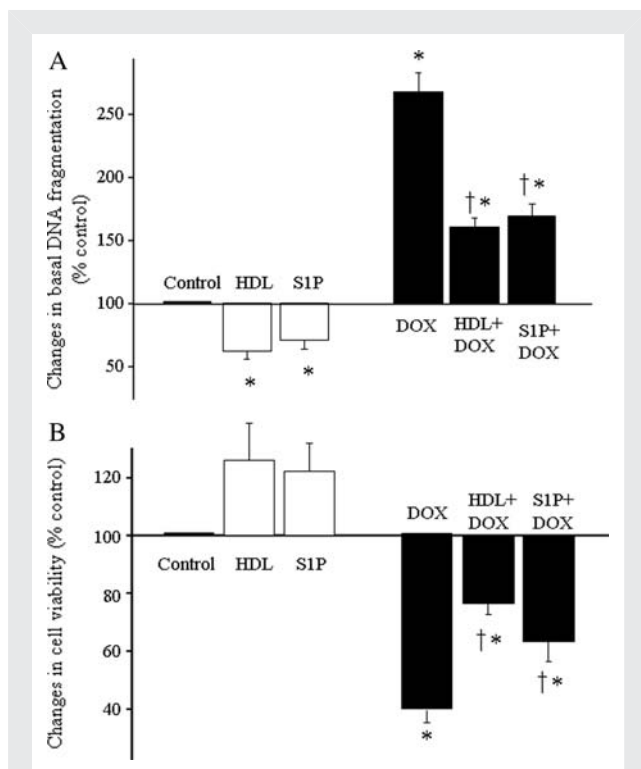 A
Changes in basal DNA fragmentation
(% control)
250
200
150
100
50
Control HDL S1P
* *
*
† * † *
DOX HDL+ S1P+
DOX DOX
B
Changes in cell viability (% control)
120
100
80
60
40
Control HDL S1P
DOX HDL+ S1P+
DOX DOX
† * † *
*